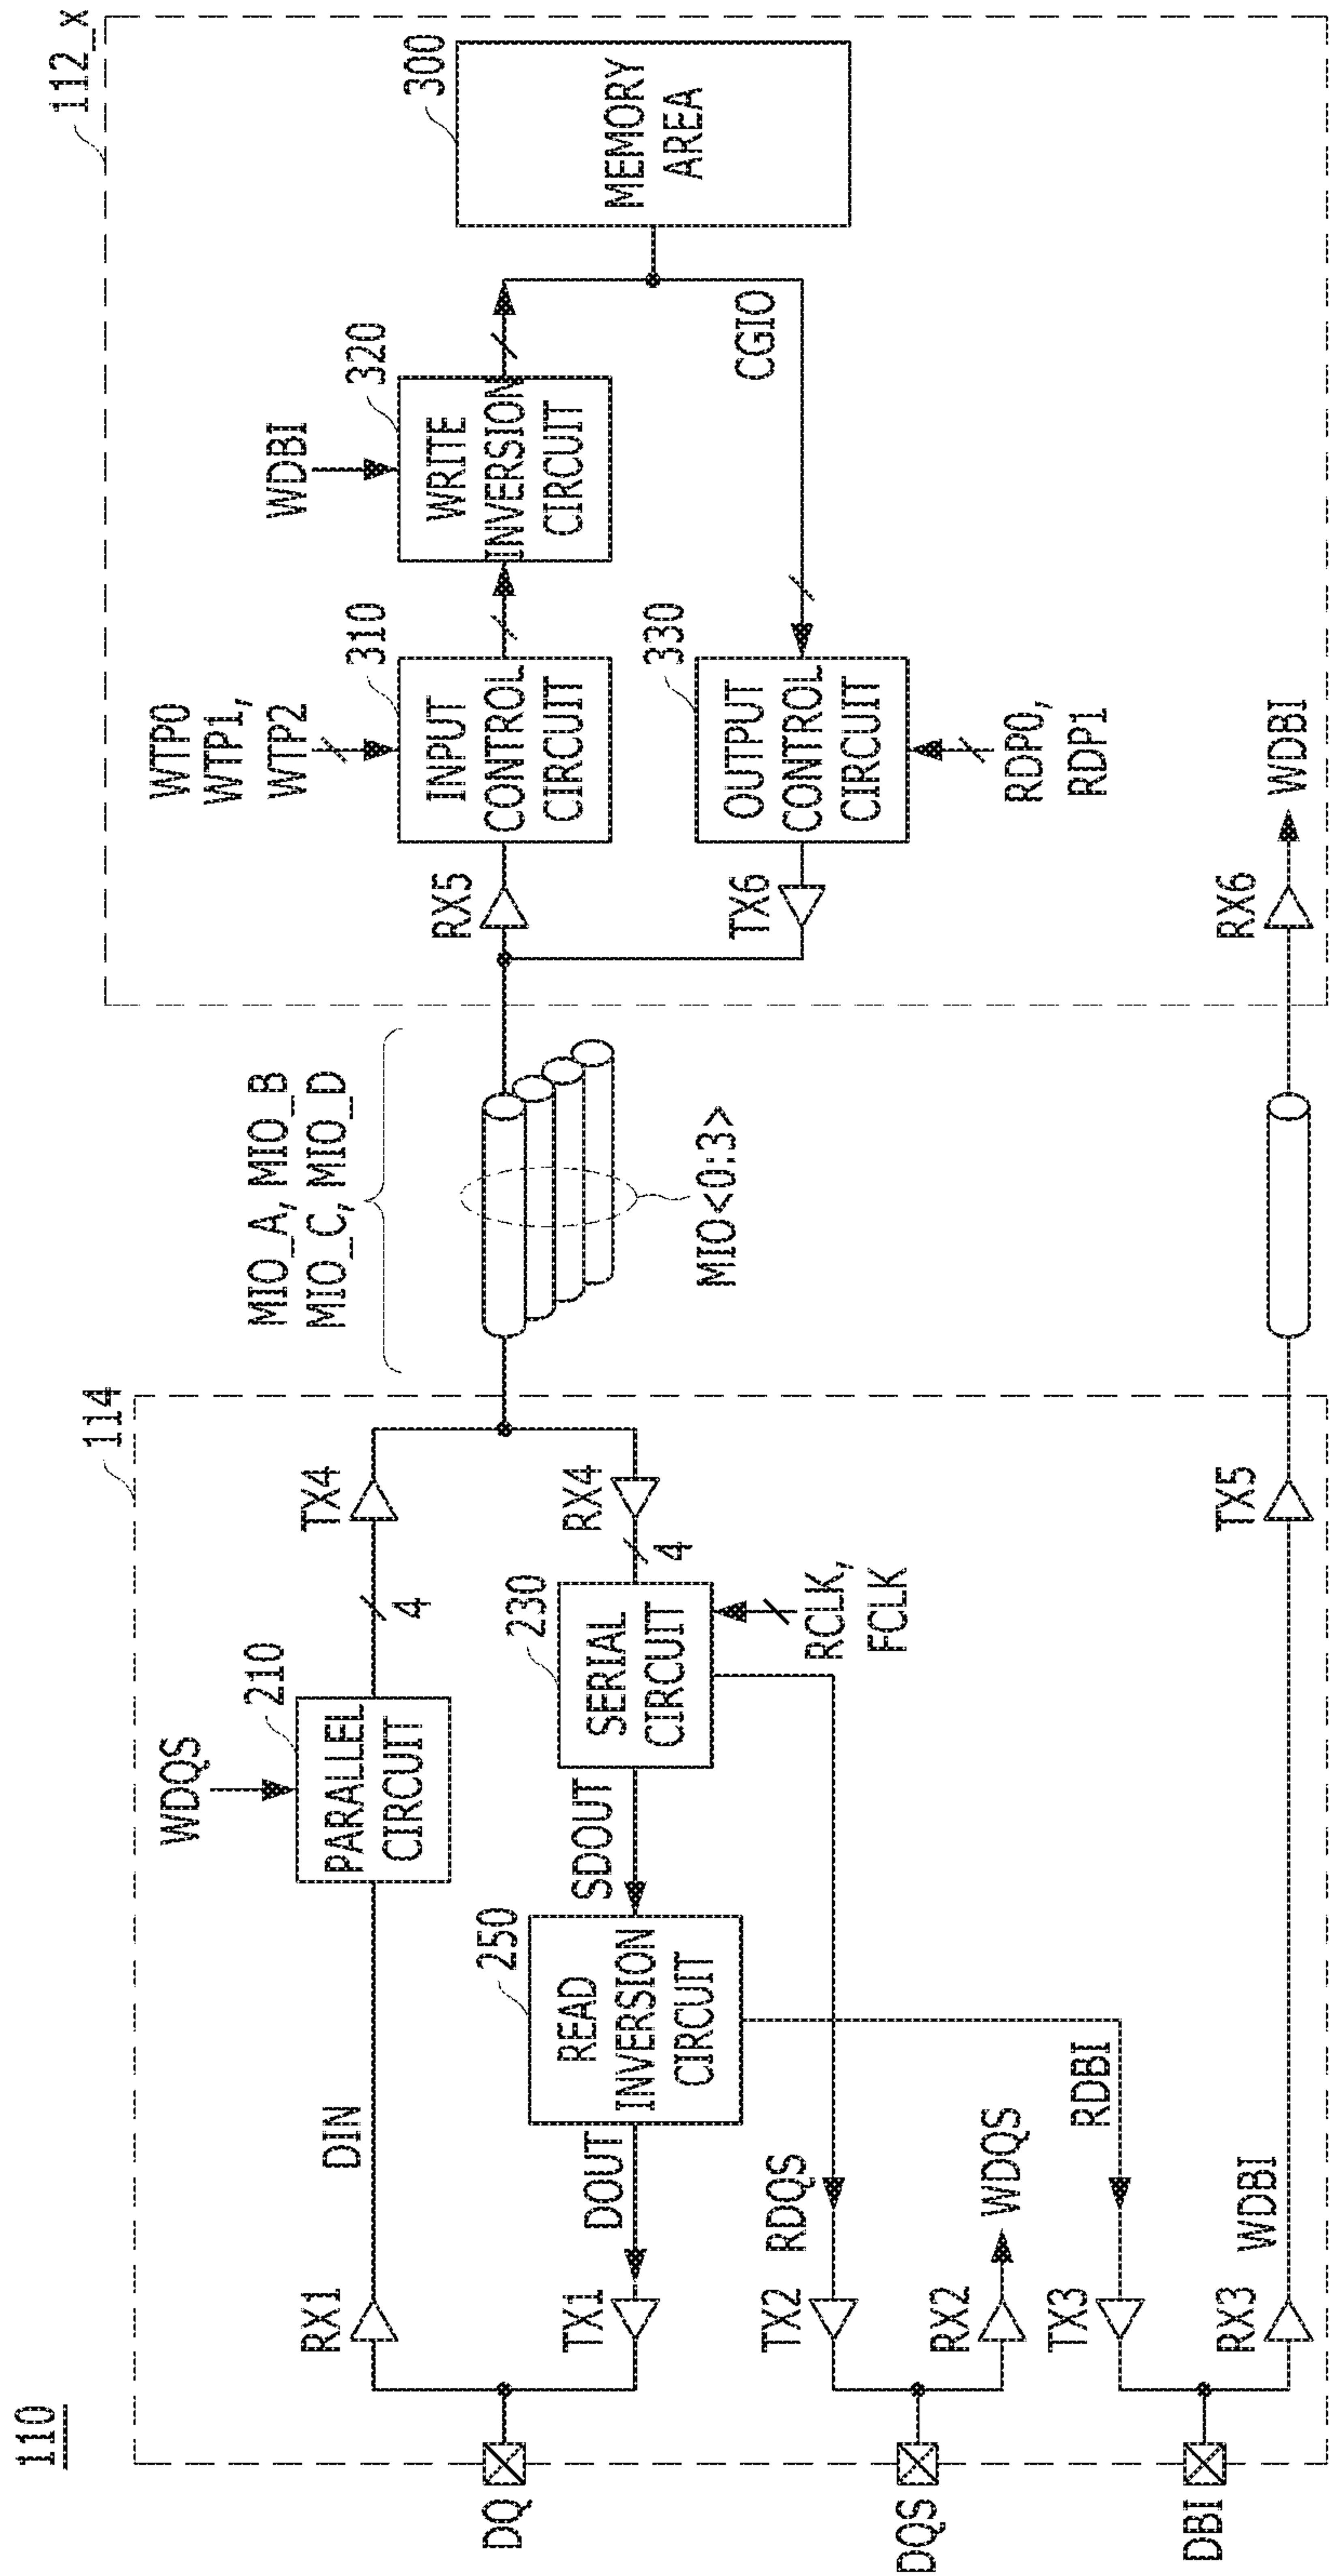 110
114
112_x
WDQS
210
PARALLEL
CIRCUIT
DIN
RX1
TX4
4
DQ
TX1
DOUT
250
READ
INVERSION
CIRCUIT
SDOUT
230
SERIAL
CIRCUIT
4
RX4
RCLK,
FCLK
DQS
TX2
RDQS
RX2
WDQS
DBI
TX3
RDBI
RX3
WDBI
TX5
MIO_A, MIO_B
MIO_C, MIO_D
MIO<0:3>
WTP0
WTP1,
WTP2
310
INPUT
CONTROL
CIRCUIT
RX5
WDBI
320
WRITE
INVERSION
CIRCUIT
300
MEMORY
AREA
CGIO
330
OUTPUT
CONTROL
CIRCUIT
TX6
RDP0,
RDP1
RX6
WDBI